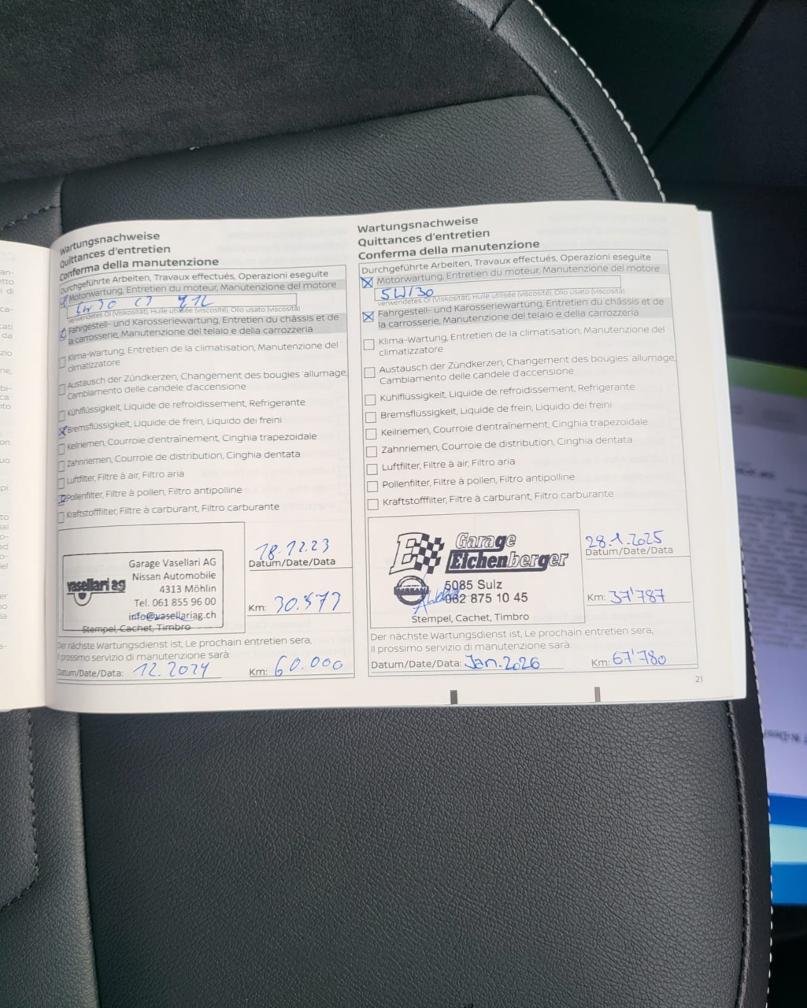 Wartungsnachweise
Quittances d'entretien
Conferma della manutenzione
Durchgeführte Arbeiten, Travaux effectués, Operazioni eseguite
Motorwartung, Entretien du moteur, Manutenzione del motore
verwendetes Öl (Viskosität), Huile utilisée (viscosité), Olio usato (viscosità)
Fahrgestell- und Karosseriewartung, Entretien du châssis et de
la carrosserie, Manutenzione del telaio e della carrozzeria
Klima-Wartung, Entretien de la climatisation, Manutenzione del
climatizzatore
Austausch der Zündkerzen, Changement des bougies allumage,
Cambiamento delle candele d'accensione
Kühlflüssigkeit, Liquide de refroidissement, Refrigerante
Bremsflüssigkeit, Liquide de frein, Liquido dei freini
Keilriemen, Courroie d'entraînement, Cinghia trapezoidale
Zahnriemen, Courroie de distribution, Cinghia dentata
Luftfilter, Filtre à air, Filtro aria
Pollenfilter, Filtre à pollen, Filtro antipolline
Kraftstofffilter, Filtre à carburant, Filtro carburante
vasellari ag
Garage Vasellari AG
Nissan Automobile
4313 Möhlin
Tel. 061 855 96 00
info@vasellariag.ch
Stempel, Cachet, Timbro
18.12.23
Datum/Date/Data
Km: 30.577
Der nächste Wartungsdienst ist, Le prochain entretien sera,
Il prossimo servizio di manutenzione sarà:
Datum/Date/Data: 12.2024 Km: 60.000
Wartungsnachweise
Quittances d'entretien
Conferma della manutenzione
Durchgeführte Arbeiten, Travaux effectués, Operazioni eseguite
Motorwartung, Entretien du moteur, Manutenzione del motore
5W/30
verwendetes Öl (Viskosität), Huile utilisée (viscosité), Olio usato (viscosità)
Fahrgestell- und Karosseriewartung, Entretien du châssis et de
la carrosserie, Manutenzione del telaio e della carrozzeria
Klima-Wartung, Entretien de la climatisation, Manutenzione del
climatizzatore
Austausch der Zündkerzen, Changement des bougies allumage,
Cambiamento delle candele d'accensione
Kühlflüssigkeit, Liquide de refroidissement, Refrigerante
Bremsflüssigkeit, Liquide de frein, Liquido dei freini
Keilriemen, Courroie d'entraînement, Cinghia trapezoidale
Zahnriemen, Courroie de distribution, Cinghia dentata
Luftfilter, Filtre à air, Filtro aria
Pollenfilter, Filtre à pollen, Filtro antipolline
Kraftstofffilter, Filtre à carburant, Filtro carburante
E
Garage
Eichenberger
NISSAN
5085 Sulz
062 875 10 45
Stempel, Cachet, Timbro
28.1.2025
Datum/Date/Data
Km: 37'787
Der nächste Wartungsdienst ist, Le prochain entretien sera,
Il prossimo servizio di manutenzione sarà:
Datum/Date/Data: Jan.2026 Km: 67'780
21